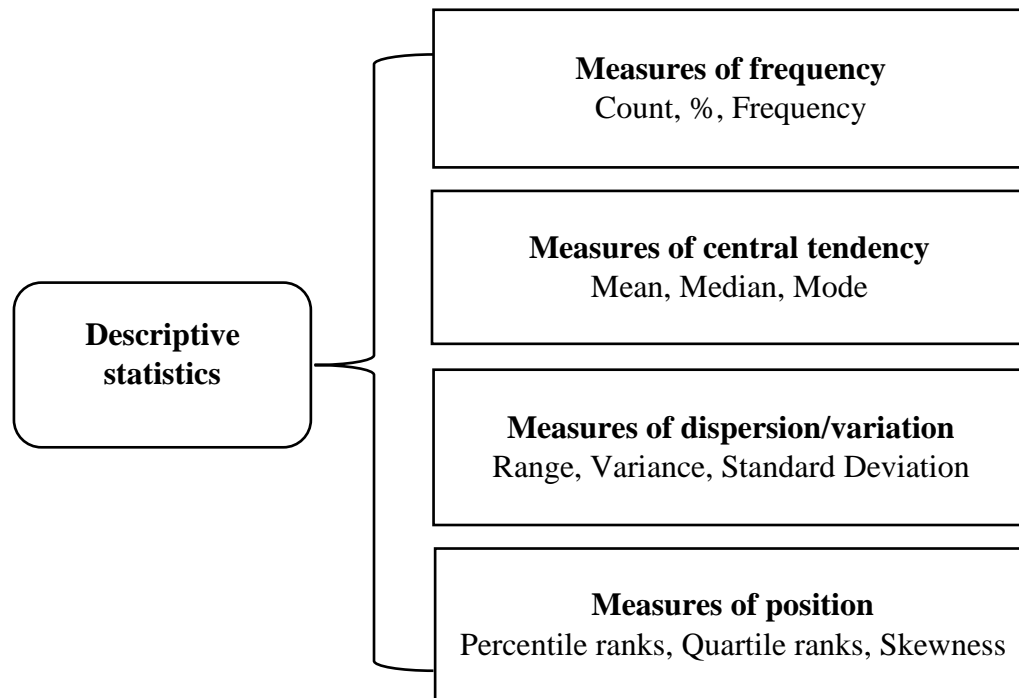 Measures of frequency
Count, %, Frequency
Measures of central tendency
Mean, Median, Mode
Descriptive
statistics
Measures of dispersion/variation
Range, Variance, Standard Deviation
Measures of position
Percentile ranks, Quartile ranks, Skewness